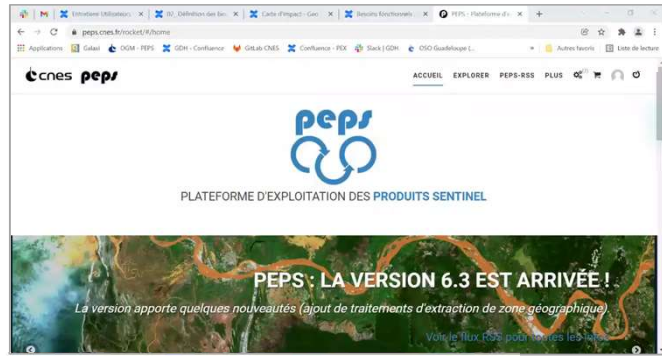 Entretiens Utilisateurs
02_Définition des bes
Carte d'impact - Gen
Besoins fonctionnels
PEPS - Plateforme d'e
peps.cnes.fr/rocket/#/home
Applications Galaxi OGM - PEPS GDH - Confluence GitLab CNES Confluence - PEX Slack | GDH OSO Guadeloupe (... Autres favoris Liste de lecture
cnes peps ACCUEIL EXPLORER PEPS-RSS PLUS
peps
PLATEFORME D'EXPLOITATION DES PRODUITS SENTINEL
PEPS : LA VERSION 6.3 EST ARRIVÉE !
La version apporte quelques nouveautés (ajout de traitements d'extraction de zone géographique).
Voir le flux RSS pour toutes les infos